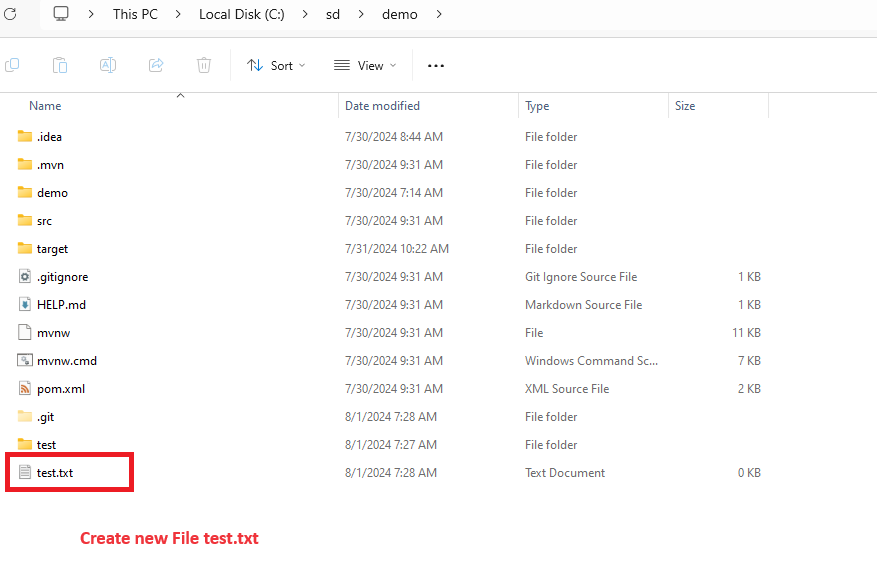 This PC > Local Disk (C:) > sd > demo >
Sort View ...
Name Date modified Type Size
.idea 7/30/2024 8:44 AM File folder
.mvn 7/30/2024 9:31 AM File folder
demo 7/30/2024 7:14 AM File folder
src 7/30/2024 9:31 AM File folder
target 7/31/2024 10:22 AM File folder
.gitignore 7/30/2024 9:31 AM Git Ignore Source File 1 KB
HELP.md 7/30/2024 9:31 AM Markdown Source File 1 KB
mvnw 7/30/2024 9:31 AM File 11 KB
mvnw.cmd 7/30/2024 9:31 AM Windows Command Sc... 7 KB
pom.xml 7/30/2024 9:31 AM XML Source File 2 KB
.git 8/1/2024 7:28 AM File folder
test 8/1/2024 7:27 AM File folder
test.txt 8/1/2024 7:28 AM Text Document 0 KB
Create new File test.txt